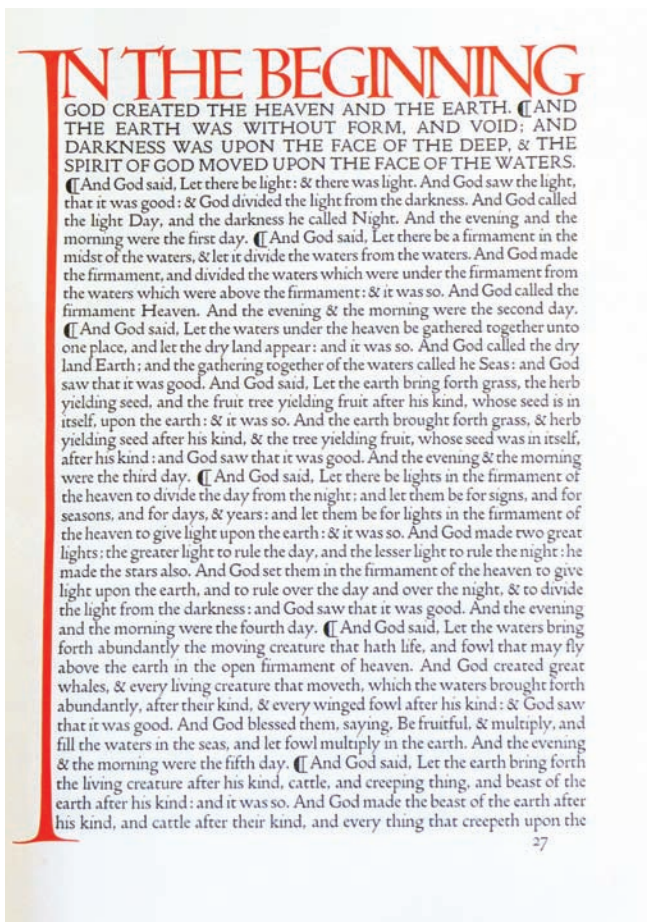 IN THE BEGINNING
GOD CREATED THE HEAVEN AND THE EARTH. ¶AND
THE EARTH WAS WITHOUT FORM, AND VOID; AND
DARKNESS WAS UPON THE FACE OF THE DEEP, & THE
SPIRIT OF GOD MOVED UPON THE FACE OF THE WATERS.
¶And God said, Let there be light: & there was light. And God saw the light,
that it was good: & God divided the light from the darkness. And God called
the light Day, and the darkness he called Night. And the evening and the
morning were the first day. ¶And God said, Let there be a firmament in the
midst of the waters, & let it divide the waters from the waters. And God made
the firmament, and divided the waters which were under the firmament from
the waters which were above the firmament: & it was so. And God called the
firmament Heaven. And the evening & the morning were the second day.
¶And God said, Let the waters under the heaven be gathered together unto
one place, and let the dry land appear: and it was so. And God called the dry
land Earth; and the gathering together of the waters called he Seas: and God
saw that it was good. And God said, Let the earth bring forth grass, the herb
yielding seed, and the fruit tree yielding fruit after his kind, whose seed is in
itself, upon the earth: & it was so. And the earth brought forth grass, & herb
yielding seed after his kind, & the tree yielding fruit, whose seed was in itself,
after his kind: and God saw that it was good. And the evening & the morning
were the third day. ¶And God said, Let there be lights in the firmament of
the heaven to divide the day from the night; and let them be for signs, and for
seasons, and for days, & years: and let them be for lights in the firmament of
the heaven to give light upon the earth: & it was so. And God made two great
lights; the greater light to rule the day, and the lesser light to rule the night: he
made the stars also. And God set them in the firmament of the heaven to give
light upon the earth, and to rule over the day and over the night, & to divide
the light from the darkness: and God saw that it was good. And the evening
and the morning were the fourth day. ¶And God said, Let the waters bring
forth abundantly the moving creature that hath life, and fowl that may fly
above the earth in the open firmament of heaven. And God created great
whales, & every living creature that moveth, which the waters brought forth
abundantly, after their kind, & every winged fowl after his kind: & God saw
that it was good. And God blessed them, saying, Be fruitful, & multiply, and
fill the waters in the seas, and let fowl multiply in the earth. And the evening
& the morning were the fifth day. ¶And God said, Let the earth bring forth
the living creature after his kind, cattle, and creeping thing, and beast of the
earth after his kind: and it was so. And God made the beast of the earth after
his kind, and cattle after their kind, and every thing that creepeth upon the
27